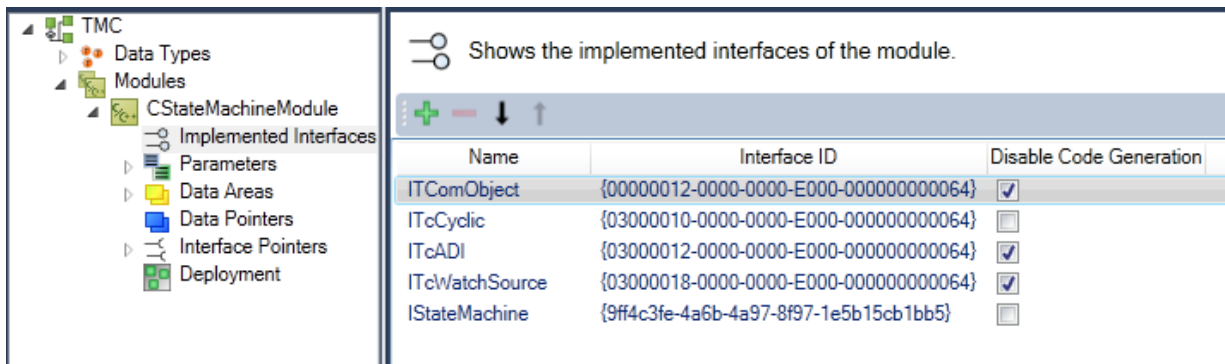 TMC
Data Types
Modules
CStateMachineModule
Implemented Interfaces
Parameters
Data Areas
Data Pointers
Interface Pointers
Deployment
Shows the implemented interfaces of the module.
Name Interface ID Disable Code Generation
ITComObject {00000012-0000-0000-E000-000000000064}
ITcCyclic {03000010-0000-0000-E000-000000000064}
ITcADI {03000012-0000-0000-E000-000000000064}
ITcWatchSource {03000018-0000-0000-E000-000000000064}
IStateMachine {9ff4c3fe-4a6b-4a97-8f97-1e5b15cb1bb5}